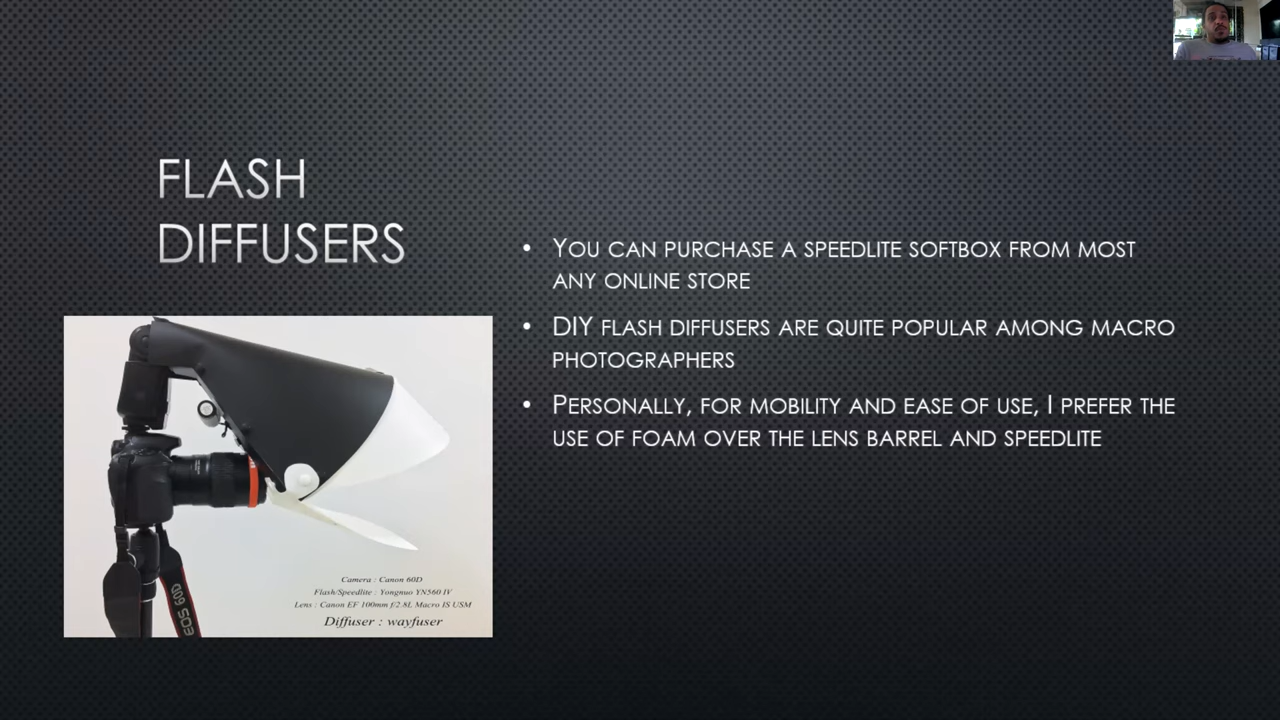 FLASH
DIFFUSERS
• YOU CAN PURCHASE A SPEEDLITE SOFTBOX FROM MOST
ANY ONLINE STORE
• DIY FLASH DIFFUSERS ARE QUITE POPULAR AMONG MACRO
PHOTOGRAPHERS
• PERSONALLY, FOR MOBILITY AND EASE OF USE, I PREFER THE
USE OF FOAM OVER THE LENS BARREL AND SPEEDLITE
EOS 60D
Camera : Canon 60D
Flash/Speedlite : Yongnuo YN560 IV
Lens : Canon EF 100mm f/2.8L Macro IS USM
Diffuser : wayfuser